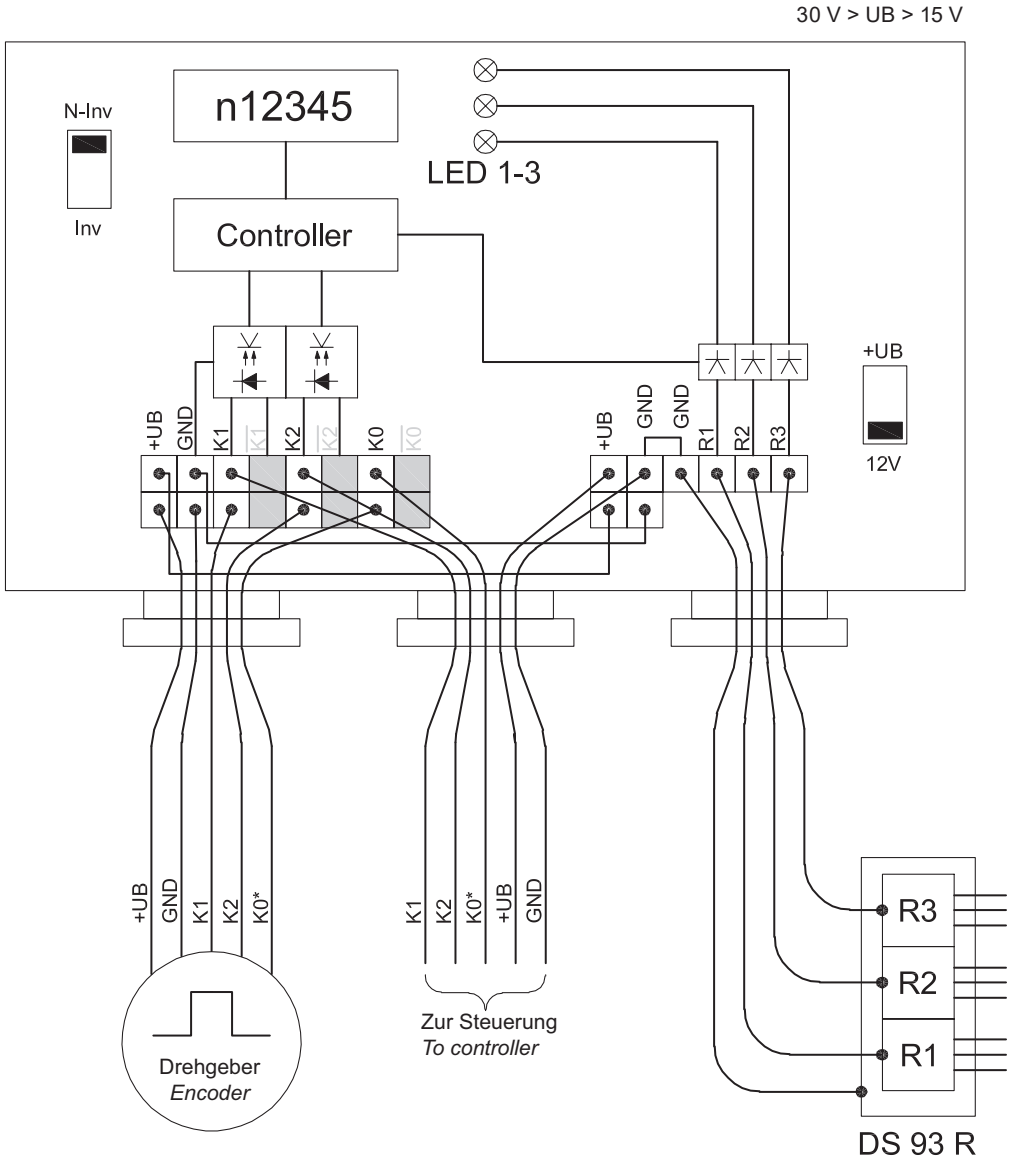 30 V > UB > 15 V
n12345
N-Inv
Inv
LED 1-3
Controller
+UB
12V
+UB
GND
K1
K1
K2
K2
K0
K0
+UB
GND
GND
R1
R2
R3
+UB
GND
K1
K2
K0*
K1
K2
K0*
+UB
GND
R3
R2
R1
Drehgeber
Encoder
Zur Steuerung
To controller
DS 93 R